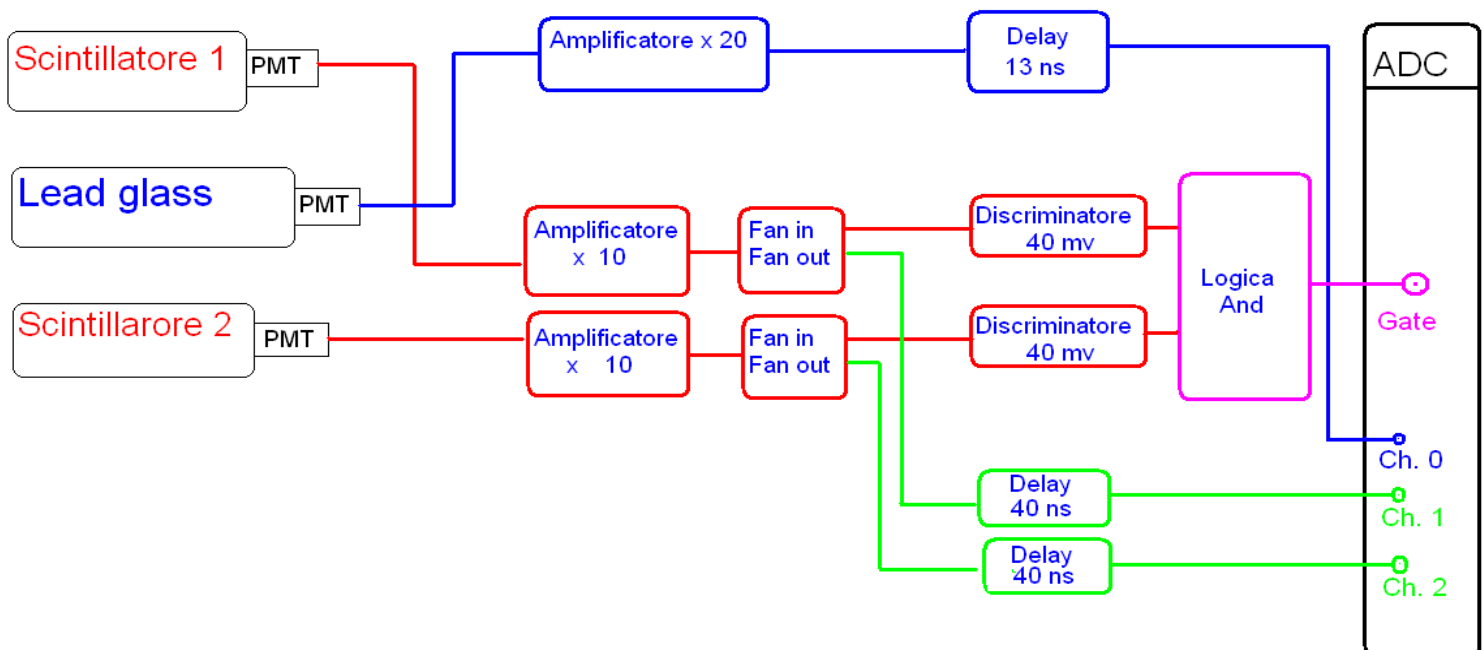 Scintillatore 1
PMT
Amplificatore x 20
Delay
13 ns
ADC
Lead glass
PMT
Amplificatore
x 10
Fan in
Fan out
Discriminatore
40 mv
Logica
And
Gate
Scintillarore 2
PMT
Amplificatore
x 10
Fan in
Fan out
Discriminatore
40 mv
Ch. 0
Delay
40 ns
Ch. 1
Delay
40 ns
Ch. 2